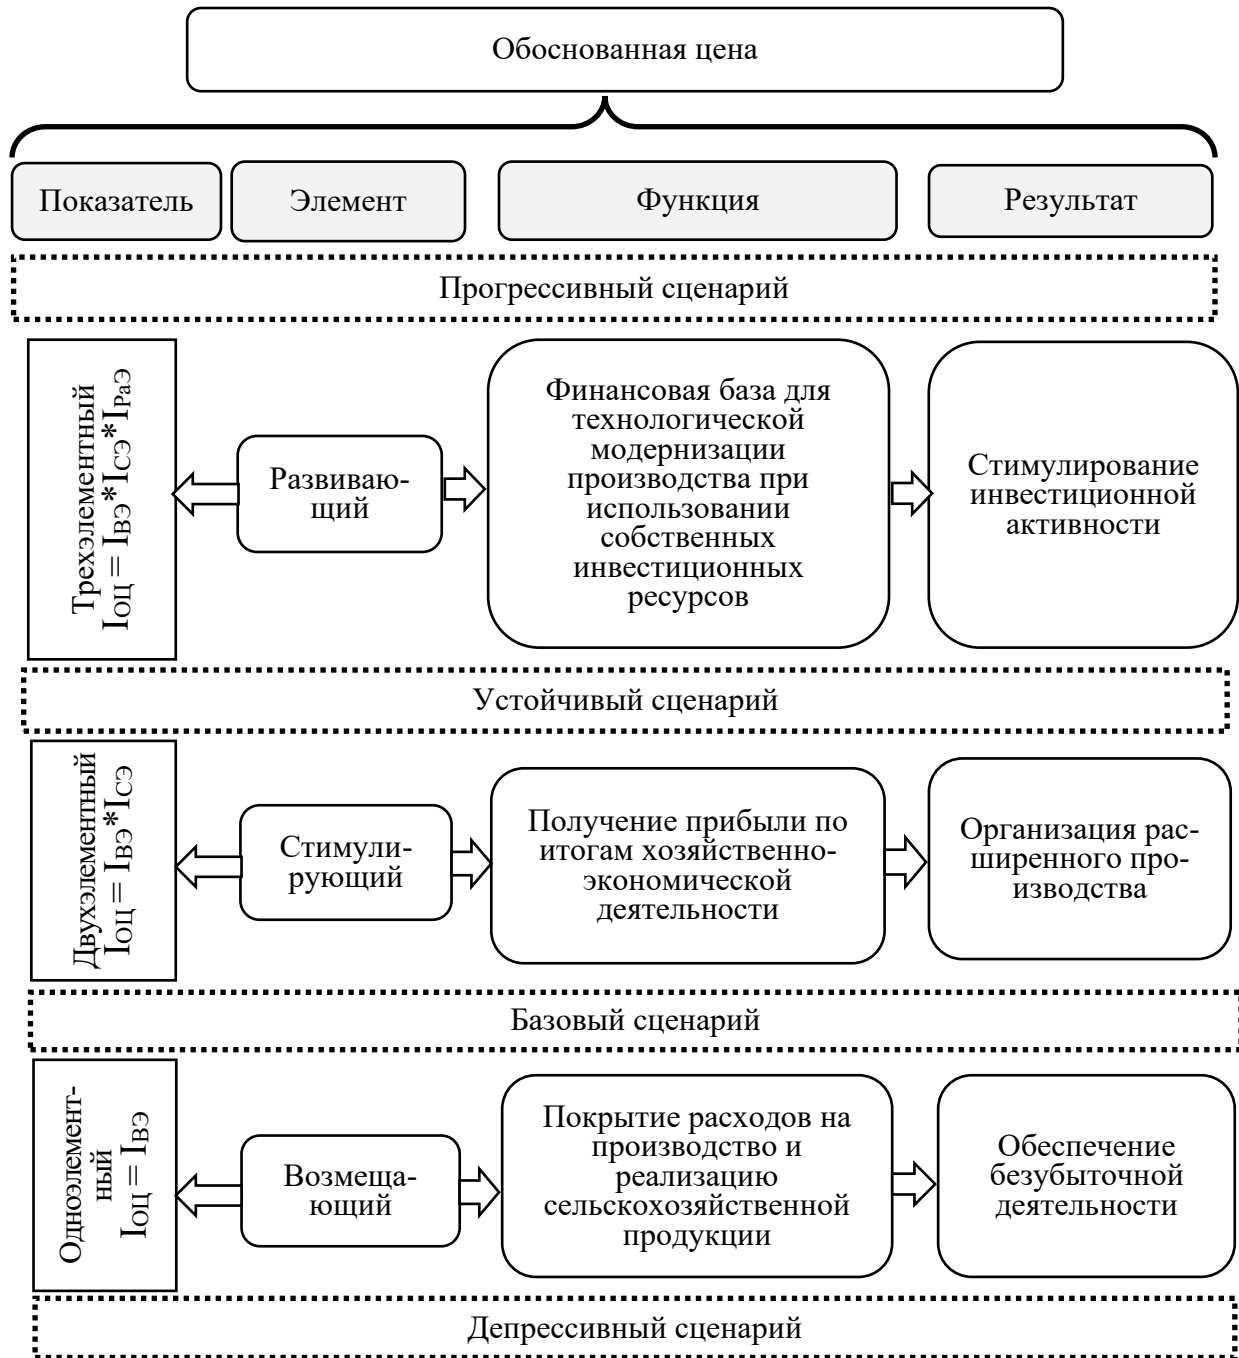 Обоснованная цена
Показатель
Элемент
Функция
Результат
Прогрессивный сценарий
Трехэлементный
IОЦ = IВЭ*IСЭ*IРаЭ
Развиваю-
щий
Финансовая база для
технологической
модернизации
производства при
использовании
собственных
инвестиционных
ресурсов
Стимулирование
инвестиционной
активности
Устойчивый сценарий
Двухэлементный
IОЦ = IВЭ*IСЭ
Стимули-
рующий
Получение прибыли по
итогам хозяйственно-
экономической
деятельности
Организация рас-
ширенного про-
изводства
Базовый сценарий
Одноэлемент-
ный
IОЦ = IВЭ
Возмеща-
ющий
Покрытие расходов на
производство и
реализацию
сельскохозяйственной
продукции
Обеспечение
безубыточной
деятельности
Депрессивный сценарий